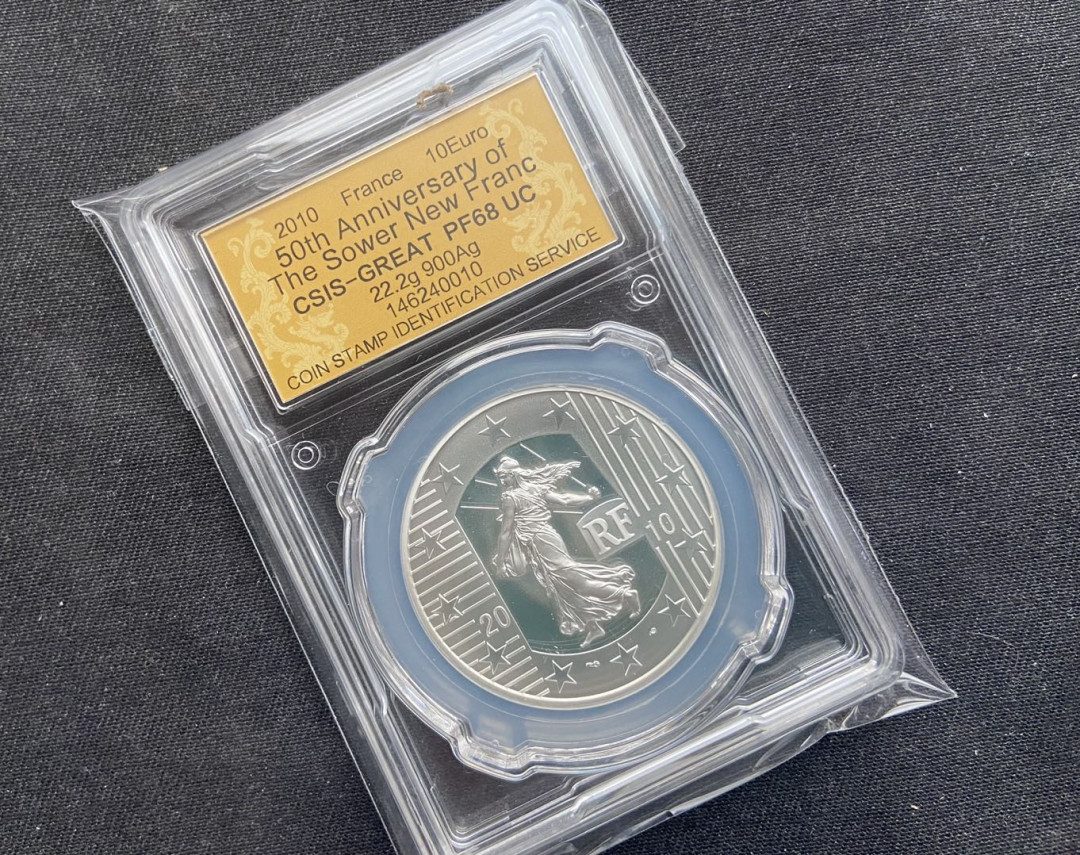 2010 France 10Euro
50th Anniversary of
The Sower New Franc
CSIS-GREAT PF68 UC
22.2g 900Ag
146240010
COIN STAMP IDENTIFICATION SERVICE
RF
20 10